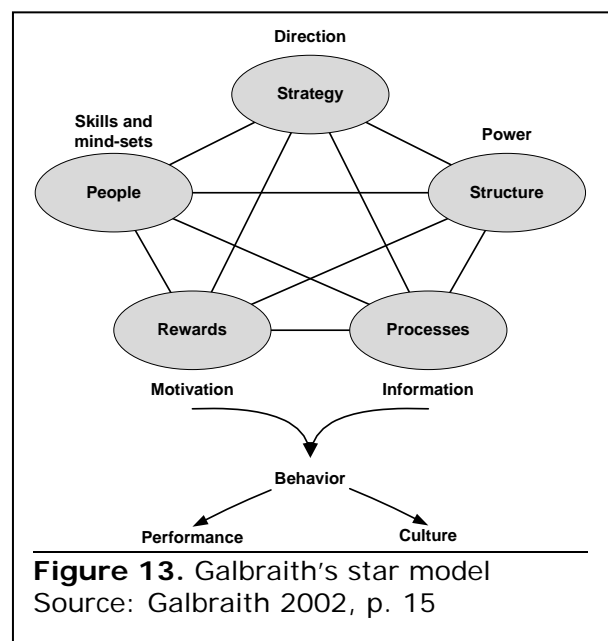 Direction
Strategy
Skills and
mind-sets
Power
People
Structure
Rewards
Processes
Motivation
Information
Behavior
Performance
Culture
Figure 13. Galbraith's star model
Source: Galbraith 2002, p. 15